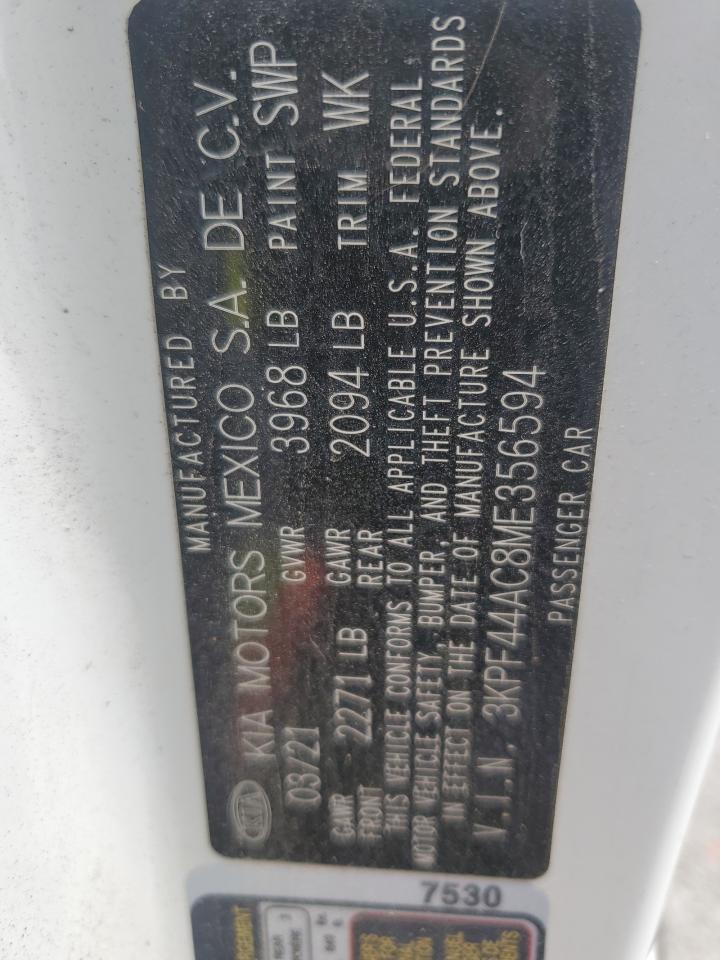 MANUFACTURED BY
KIA KIA MOTORS MEXICO S.A. DE C.V.
03/21 GVWR 3968 LB PAINT SWP
GAWR FRONT 2271 LB GAWR REAR 2094 LB TRIM WK
THIS VEHICLE CONFORMS TO ALL APPLICABLE U.S.A. FEDERAL
MOTOR VEHICLE SAFETY, BUMPER, AND THEFT PREVENTION STANDARDS
IN EFFECT ON THE DATE OF MANUFACTURE SHOWN ABOVE.
V.I.N. 3KPF44AC8ME356594
PASSENGER CAR
7530